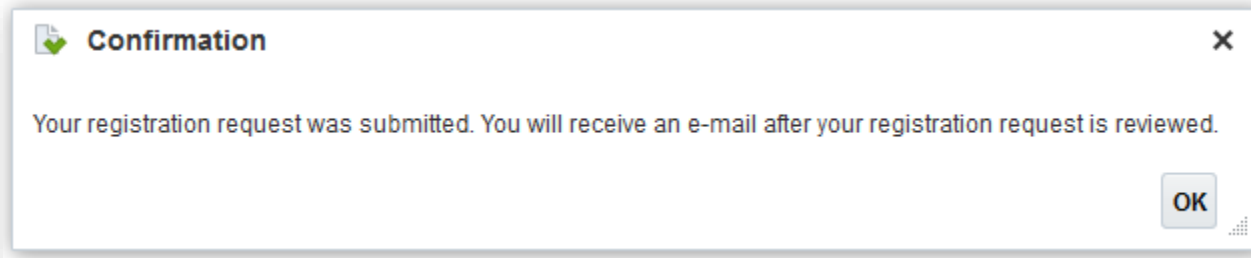 Confirmation
Your registration request was submitted. You will receive an e-mail after your registration request is reviewed.
OK